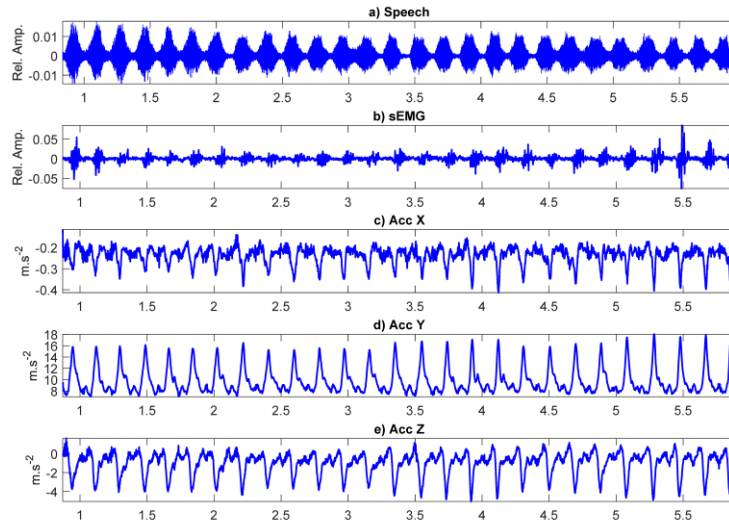 a) Speech
Rel. Amp.
0.01
0
-0.01
1 1.5 2 2.5 3 3.5 4 4.5 5 5.5
b) sEMG
Rel. Amp.
0.05
0
-0.05
1 1.5 2 2.5 3 3.5 4 4.5 5 5.5
c) Acc X
m.s-2
-0.2
-0.3
-0.4
1 1.5 2 2.5 3 3.5 4 4.5 5 5.5
d) Acc Y
m.s-2
18
16
14
12
10
8
1 1.5 2 2.5 3 3.5 4 4.5 5 5.5
e) Acc Z
m.s-2
0
-2
-4
1 1.5 2 2.5 3 3.5 4 4.5 5 5.5